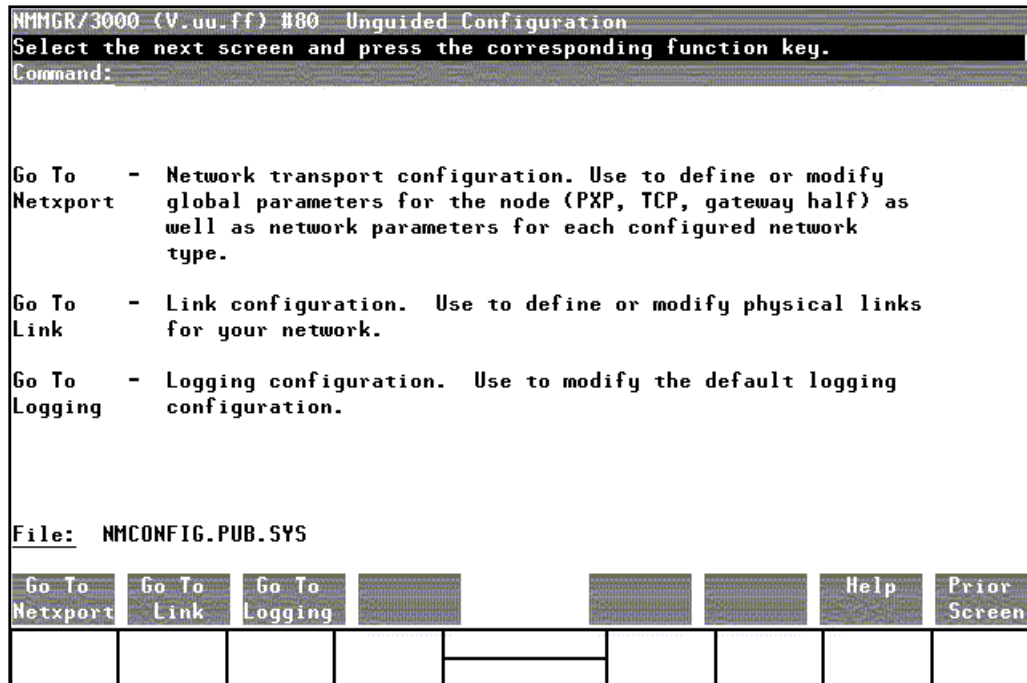 NMMGR/3000 (V.uu.ff) #80 Unguided Configuration
Select the next screen and press the corresponding function key.
Command:
Go To - Network transport configuration. Use to define or modify
Netxport global parameters for the node (PXP, TCP, gateway half) as
well as network parameters for each configured network
type.
Go To - Link configuration. Use to define or modify physical links
Link for your network.
Go To - Logging configuration. Use to modify the default logging
Logging configuration.
File: NMCONFIG.PUB.SYS
Go To Go To Go To Help Prior
Netxport Link Logging Screen